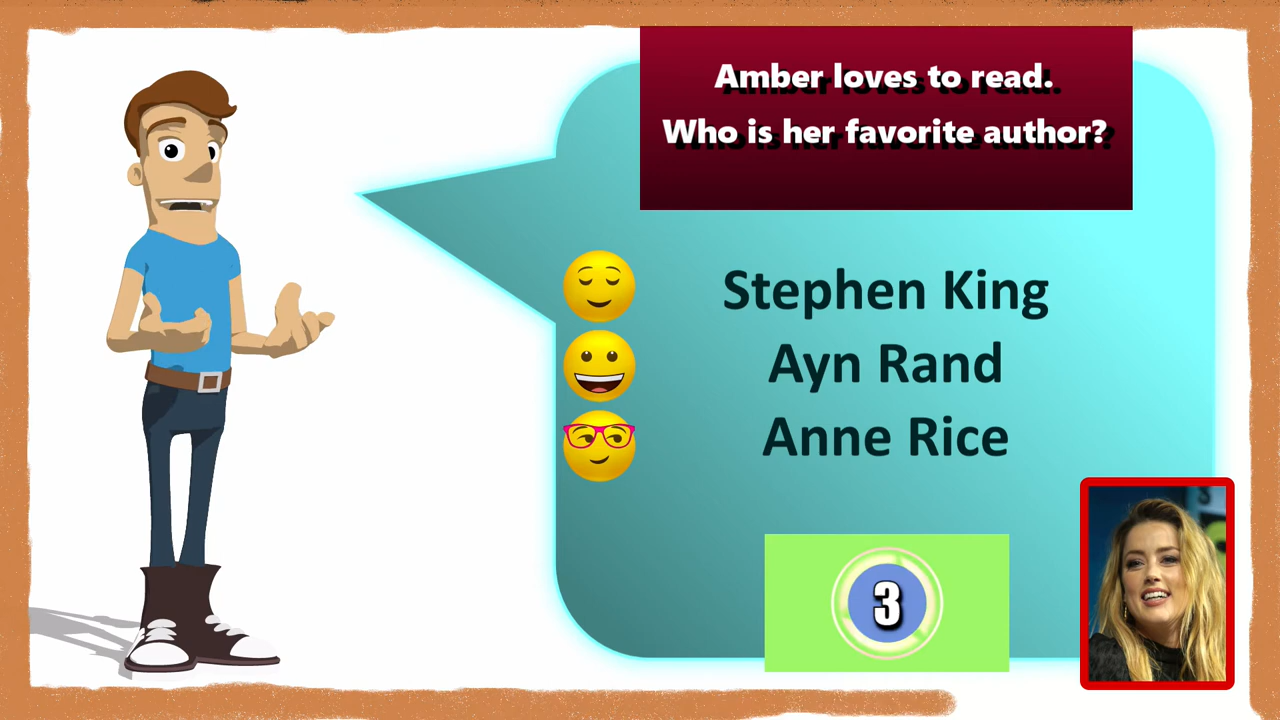 Amber loves to read.
Who is her favorite author?
Stephen King
Ayn Rand
Anne Rice
3